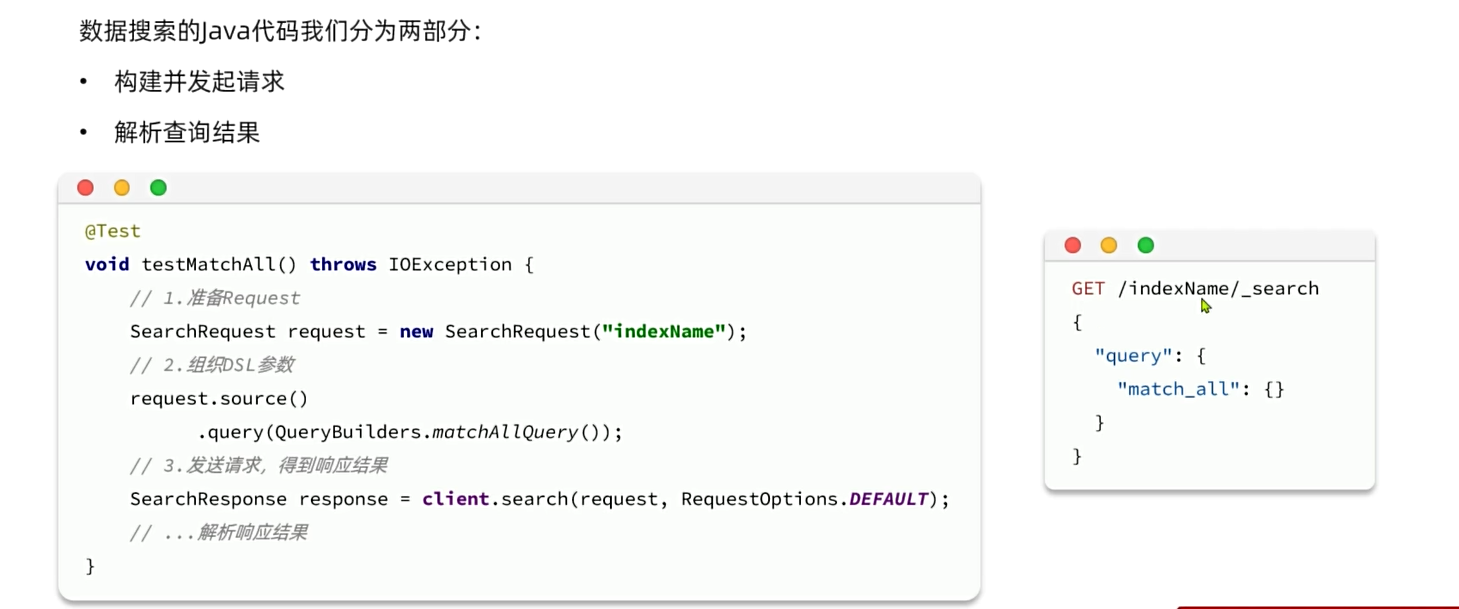 数据搜索的Java代码我们分为两部分：
• 构建并发起请求
• 解析查询结果
@Test
void testMatchAll() throws IOException {
    // 1.准备Request
    SearchRequest request = new SearchRequest("indexName");
    // 2.组织DSL参数
    request.source()
          .query(QueryBuilders.matchAllQuery());
    // 3.发送请求，得到响应结果
    SearchResponse response = client.search(request, RequestOptions.DEFAULT);
    // ...解析响应结果
}
GET /indexName/_search
{
  "query": {
    "match_all": {}
  }
}